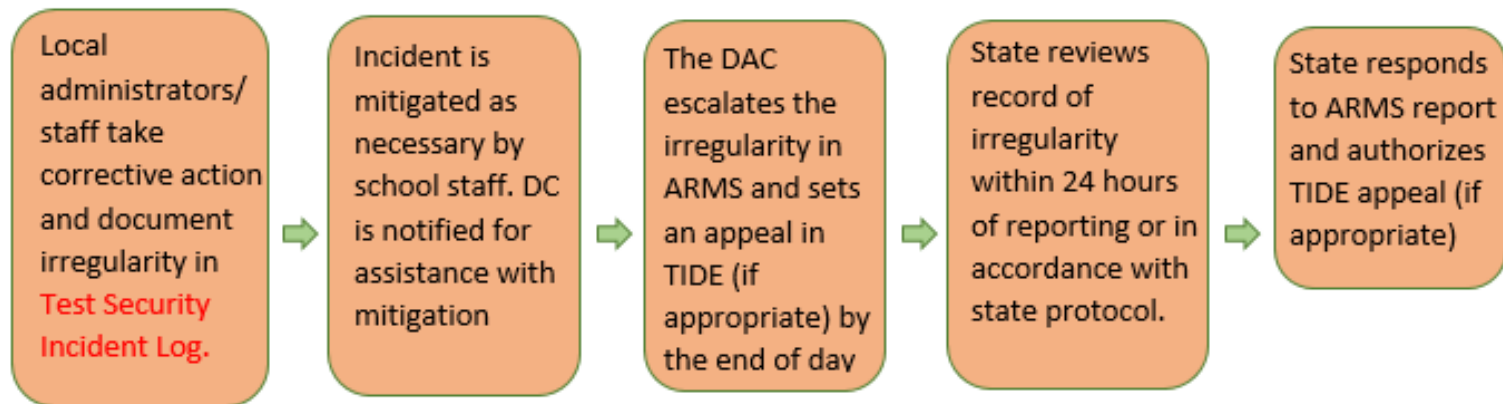 Local
administrators/
staff take
corrective action
and document
irregularity in
Test Security
Incident Log.
Incident is
mitigated as
necessary by
school staff. DC
is notified for
assistance with
mitigation
The DAC
escalates the
irregularity in
ARMS and sets
an appeal in
TIDE (if
appropriate) by
the end of day
State reviews
record of
irregularity
within 24 hours
of reporting or in
accordance with
state protocol.
State responds
to ARMS report
and authorizes
TIDE appeal (if
appropriate)